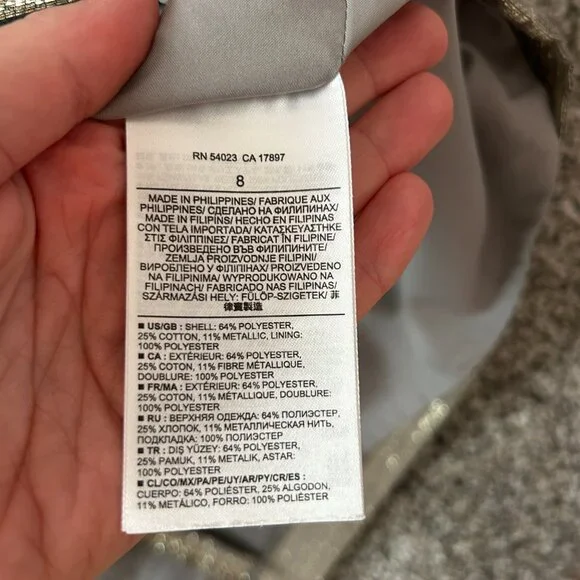 RN 54023 CA 17897
8
MADE IN PHILIPPINES/ FABRIQUE AUX
PHILIPPINES/ СДЕЛАНО НА ФИЛИПИНАХ/
MADE IN FILIPINS/ HECHO EN FILIPINAS
CON TELA IMPORTADA/ ΚΑΤΑΣΚΕΥΑΣΤΗΚΕ
ΣΤΙΣ ΦΙΛΙΠΠΙΝΕΣ/ FABRICAT ÎN FILIPINE/
ПРОИЗВЕДЕНО ВЪВ ФИЛИПИНИТЕ/
ZEMLJA PROIZVODNJE FILIPINI/
ВИРОБЛЕНО У ФІЛІПІНАХ/ PROIZVEDENO
NA FILIPINIMA/ WYPRODUKOWANO NA
FILIPINACH/ FABRICADO NAS FILIPINAS/
SZÁRMAZÁSI HELY: FÜLÖP-SZIGETEK/ 菲
律賓製造
■ US/GB : SHELL: 64% POLYESTER,
25% COTTON, 11% METALLIC, LINING:
100% POLYESTER
■ CA : EXTÉRIEUR: 64% POLYESTER,
25% COTON, 11% FIBRE MÉTALLIQUE,
DOUBLURE: 100% POLYESTER
■ FR/MA : EXTÉRIEUR: 64% POLYESTER,
25% COTON, 11% MÉTALLIQUE, DOUBLURE:
100% POLYESTER
■ RU : ВЕРХНЯЯ ОДЕЖДА: 64% ПОЛИЭСТЕР,
25% ХЛОПОК, 11% МЕТАЛЛИЧЕСКАЯ НИТЬ,
ПОДКЛАДКА: 100% ПОЛИЭСТЕР
■ TR : DIŞ YÜZEY: 64% POLYESTER,
25% PAMUK, 11% METALIK, ASTAR:
100% POLYESTER
■ CL/CO/MX/PA/PE/UY/AR/PY/CR/ES :
CUERPO: 64% POLIÉSTER, 25% ALGODON,
11% METÁLICO, FORRO: 100% POLIÉSTER